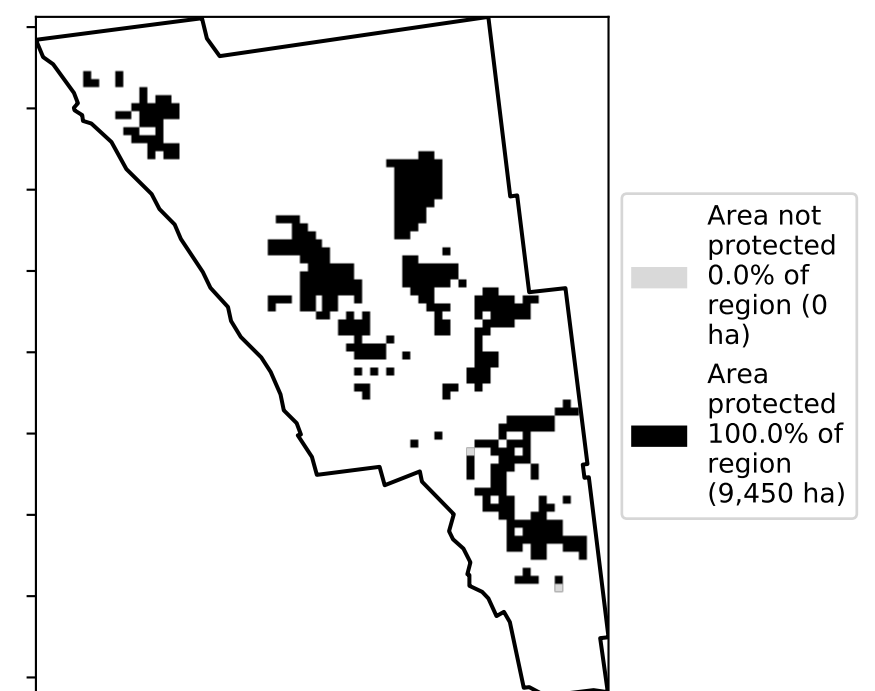 Area not
protected
0.0% of
region (0
ha)
Area
protected
100.0% of
region
(9,450 ha)